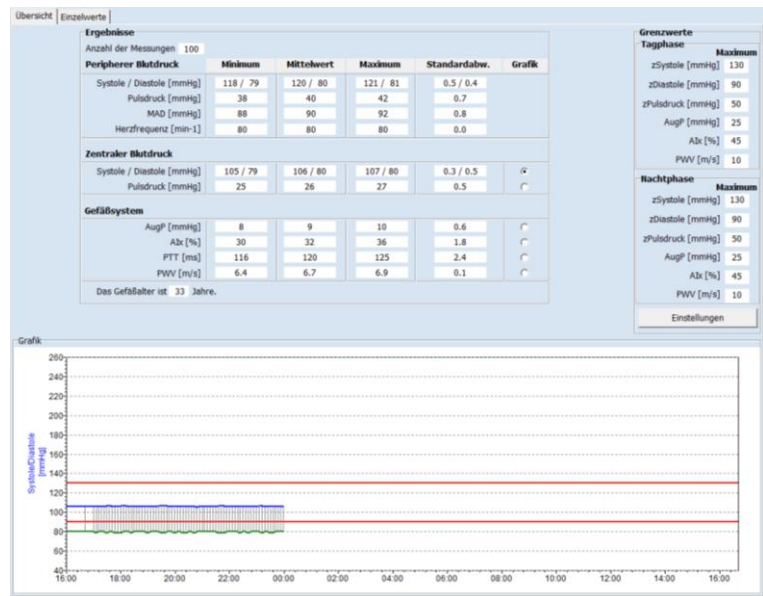 Übersicht Einzelwerte
Ergebnisse
Anzahl der Messungen 100
Peripherer Blutdruck Minimum Mittelwert Maximum Standardabw. Grafik
Systole / Diastole [mmHg] 118 / 79 120 / 80 121 / 81 0.5 / 0.4
Pulsdruck [mmHg] 38 40 42 0.7
MAD [mmHg] 88 90 92 0.8
Herzfrequenz [min-1] 80 80 80 0.0
Zentraler Blutdruck
Systole / Diastole [mmHg] 105 / 79 106 / 80 107 / 80 0.3 / 0.5
Pulsdruck [mmHg] 25 26 27 0.5
Gefäßsystem
AugP [mmHg] 8 9 10 0.6
AIx [%] 30 32 36 1.8
PTT [ms] 116 120 125 2.4
PWV [m/s] 6.4 6.7 6.9 0.1
Das Gefäßalter ist 33 Jahre.
Grenzwerte
Tagphase
Maximum
zSystole [mmHg] 130
zDiastole [mmHg] 90
zPulsdruck [mmHg] 50
AugP [mmHg] 25
AIx [%] 45
PWV [m/s] 10
Nachtphase
Maximum
zSystole [mmHg] 130
zDiastole [mmHg] 90
zPulsdruck [mmHg] 50
AugP [mmHg] 25
AIx [%] 45
PWV [m/s] 10
Einstellungen
Grafik
Systole/Diastole
[mmHg]
260
240
220
200
180
160
140
120
100
80
60
40
16:00 18:00 20:00 22:00 00:00 02:00 04:00 06:00 08:00 10:00 12:00 14:00 16:00